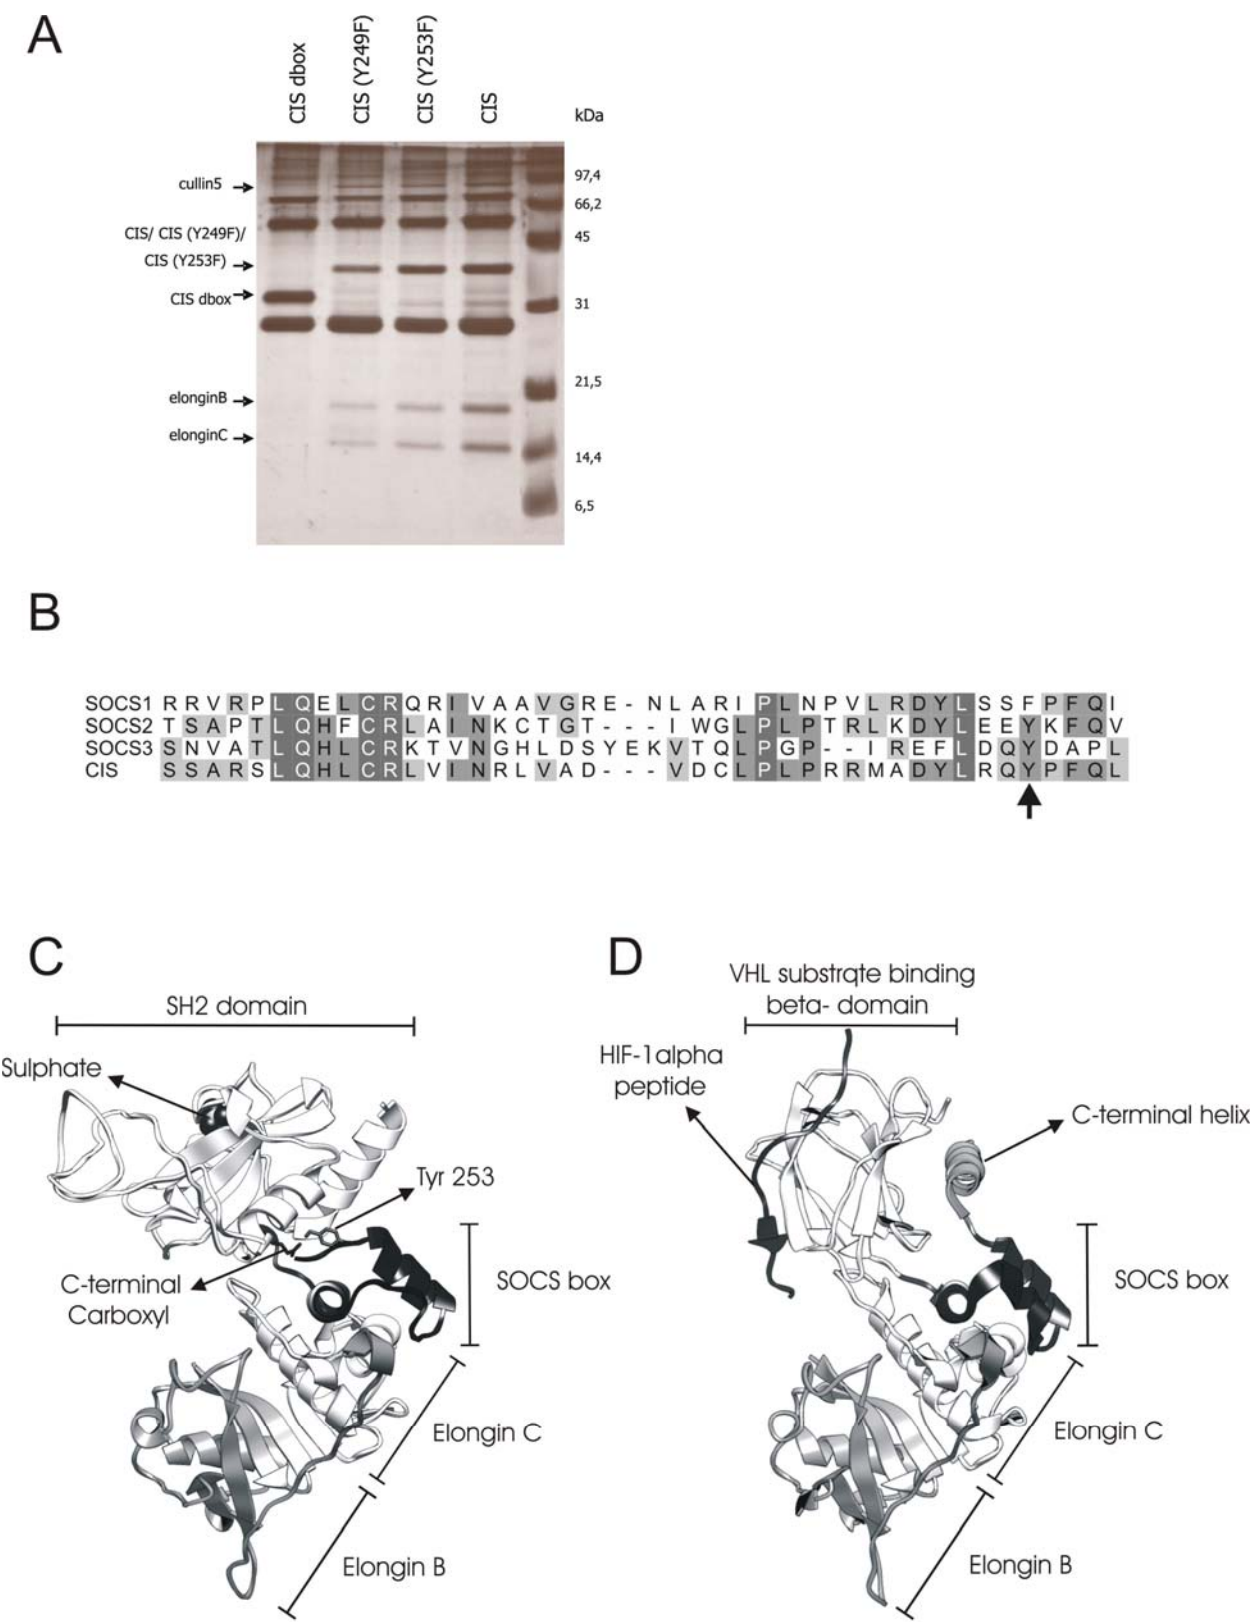 A
CIS dbox
CIS (Y249F)
CIS (Y253F)
CIS
kDa
cullin5
CIS/ CIS (Y249F)/
CIS (Y253F)
CIS dbox
elonginB
elonginC
97,4
66,2
45
31
21,5
14,4
6,5
B
SOCS1 R R V R P L Q E L C R Q R I V A A V G R E - N L A R I P L N P V L R D Y L S S F P F Q I
SOCS2 T S A P T L Q H F C R L A I N K C T G T - - - I W G L P L P T R L K D Y L E E Y K F Q V
SOCS3 S N V A T L Q H L C R K T V N G H L D S Y E K V T Q L P G P - - I R E F L D Q Y D A P L
CIS S S A R S L Q H L C R L V I N R L V A D - - - V D C L P L P R R M A D Y L R Q Y P F Q L
C
SH2 domain
Sulphate
Tyr 253
C-terminal
Carboxyl
SOCS box
Elongin C
Elongin B
D
VHL substrqte binding
beta- domain
HIF-1alpha
peptide
C-terminal helix
SOCS box
Elongin C
Elongin B